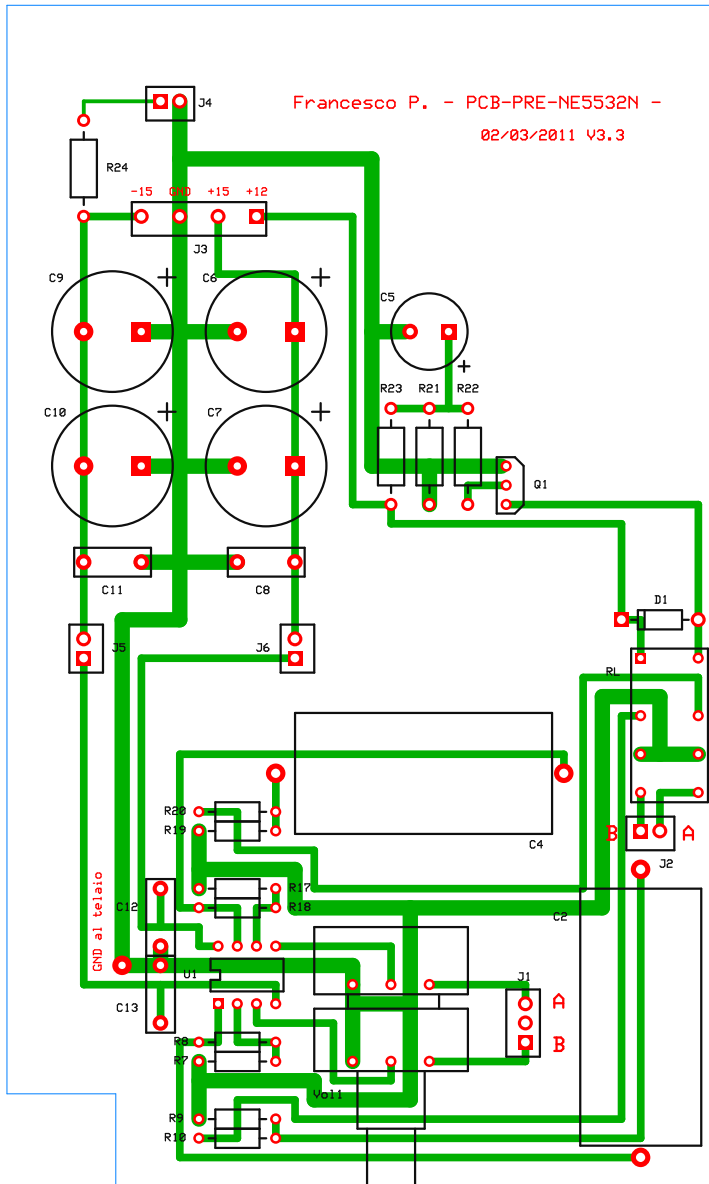 J4
Francesco P. - PCB-PRE-NE5532N -
02/03/2011 V3.3
R24
-15 GND +15 +12
J3
C9 C6
C5
R23 R21 R22
C10 C7
Q1
C11 C8
D1
J5 J6
RL
R20
R19
B A
C4
J2
GND al telaio
C12
R17
R18
C2
U1
J1
A
C13
B
R8
R7
Vol1
R9
R10